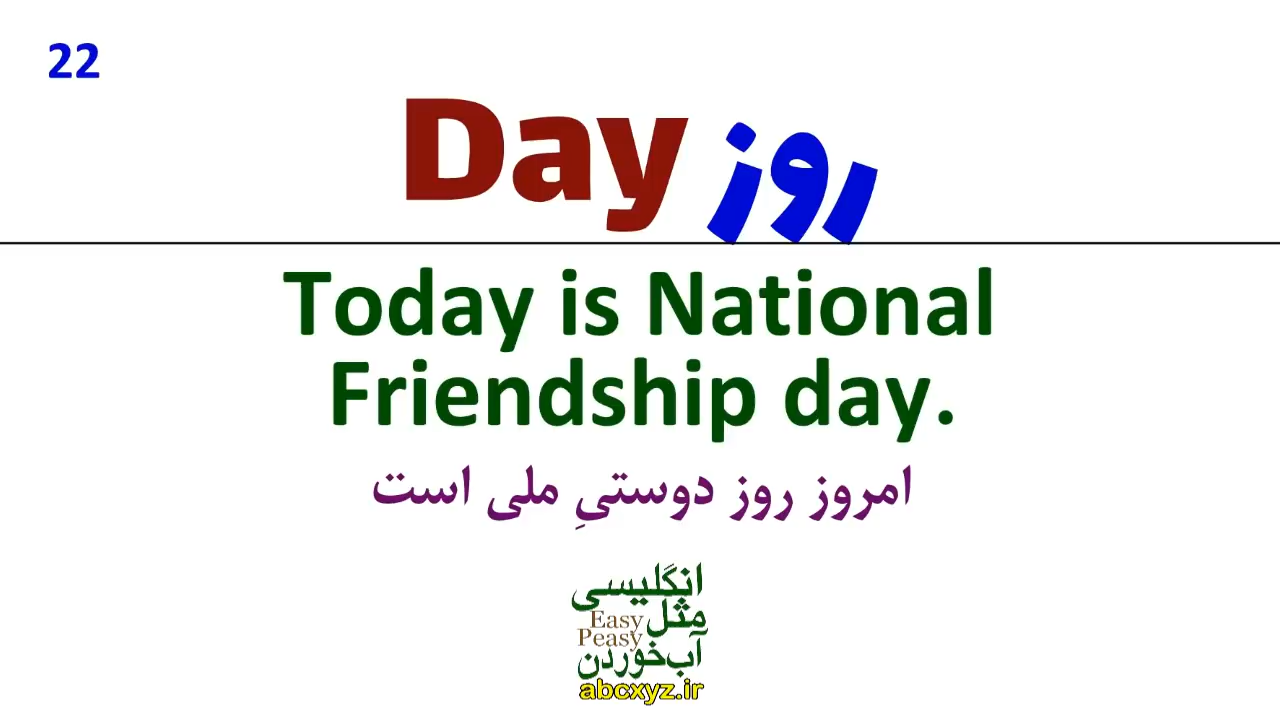 22
Day روز
Today is National
Friendship day.
امروز روز دوستیِ ملی است
انگلیسی
مثل Easy
Peasy
آب‌خوردن
abcxyz.ir